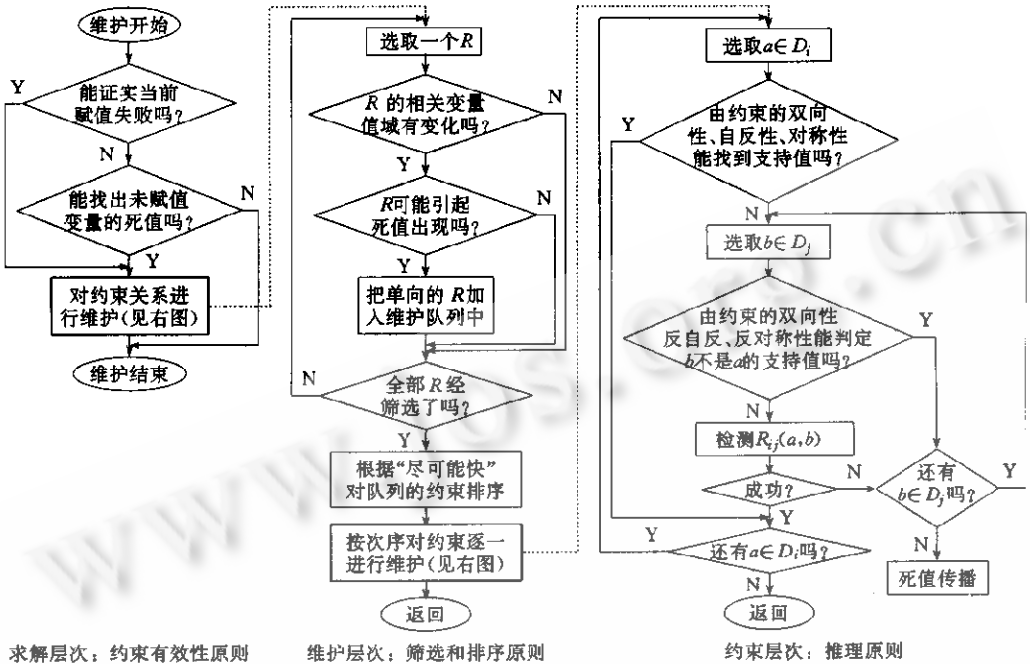 维护开始
Y
能证实当前
赋值失败吗?
N
能找出未赋值
变量的死值吗?
N
Y
对约束关系进
行维护(见右图)
维护结束
求解层次:约束有效性原则
选取一个R
R的相关变量
值域有变化吗?
N
Y
R可能引起
死值出现吗?
N
Y
把单向的R加
入维护队列中
N
全部R经
筛选了吗?
Y
根据“尽可能快”
对队列的约束排序
按次序对约束逐一
进行维护(见右图)
返回
维护层次:筛选和排序原则
选取a∈Di
Y
由约束的双向
性、自反性、对称性
能找到支持值吗?
N
选取b∈Dj
由约束的双向性
反自反、反对称性能判定
b不是a的支持值吗?
Y
N
检测Rij(a,b)
成功?
N
还有
b∈Dj吗?
Y
Y
N
死值传播
Y
还有a∈Di吗?
N
返回
约束层次:推理原则
www.jos.org.cn